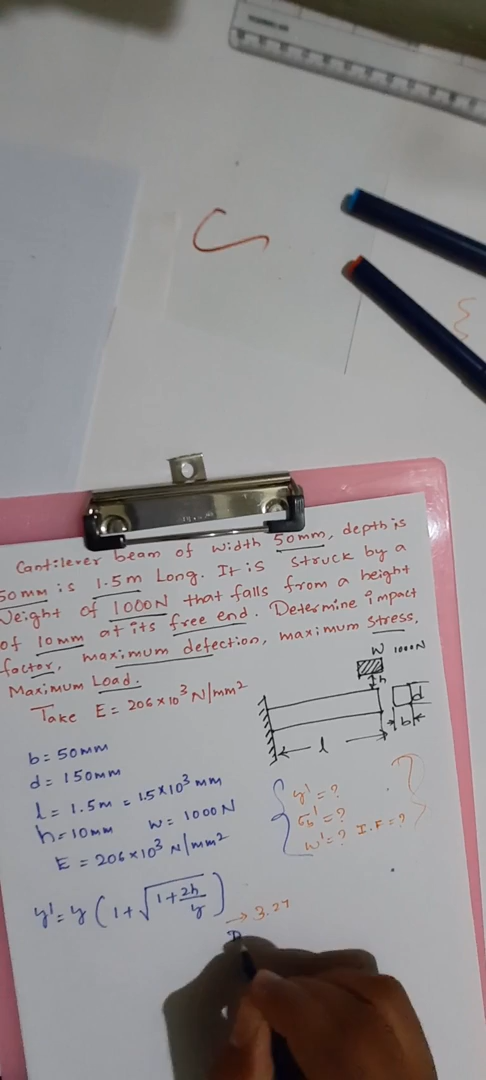 Cantilever beam of width 50mm, depth is
50mm is 1.5m Long. It is struck by a
Weight of 1000N that falls from a height
of 10mm at its free end. Determine impact
factor, maximum defection, maximum stress,
Maximum Load.
Take E = 206 x 10³ N/mm²
W 1000N
h
d
b
l
b = 50mm
d = 150mm
l = 1.5m = 1.5x10³ mm
h = 10mm W = 1000N
E = 206 x 10³ N/mm²
y' = ?
σb' = ?
W' = ? I.F = ?
y' = y (1 + √1 + 2h/y)
→ 3.27